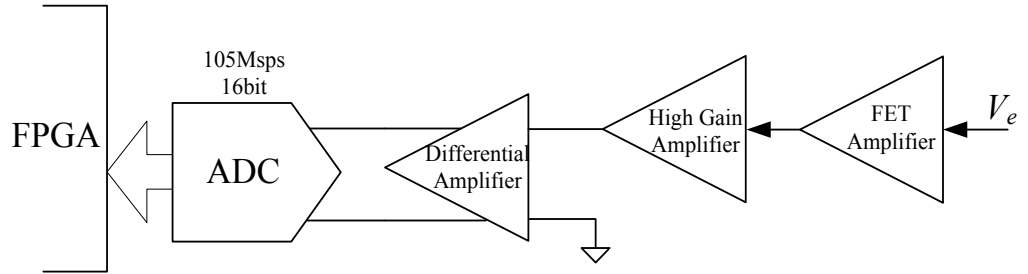 105Msps
16bit
FPGA
ADC
Differential
Amplifier
High Gain
Amplifier
FET
Amplifier
V_e